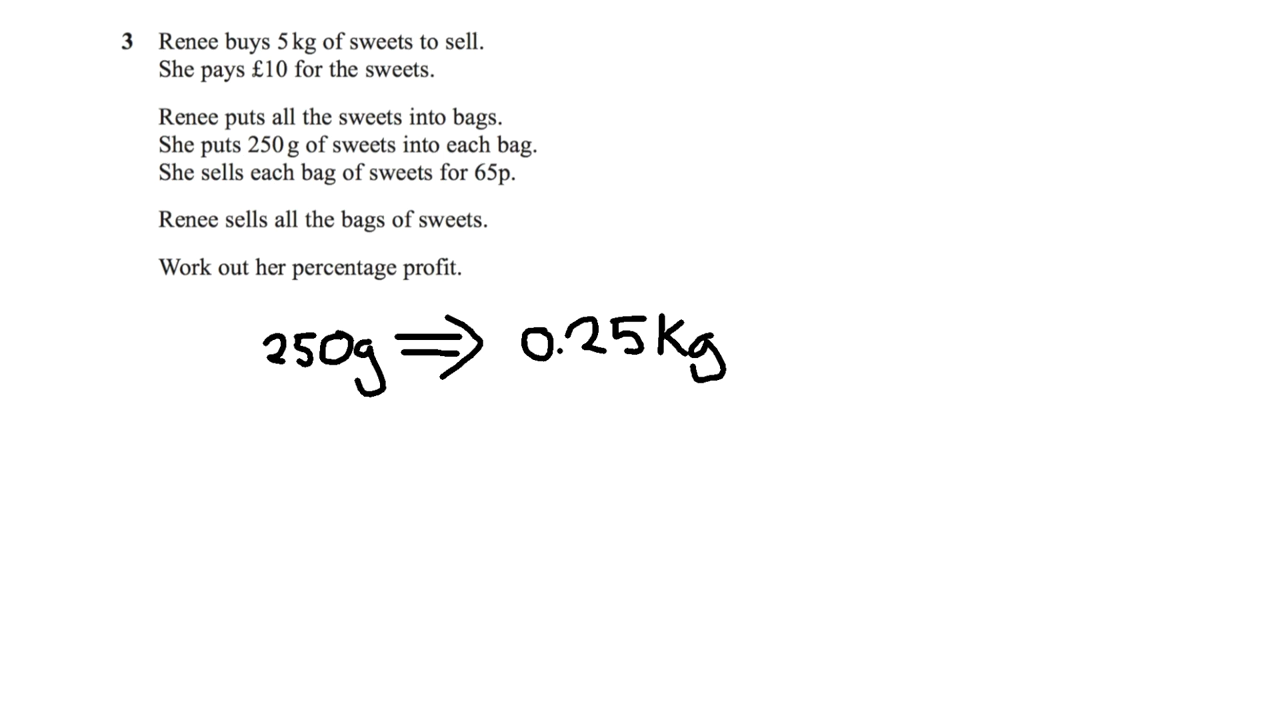 3 Renee buys 5 kg of sweets to sell.
She pays £10 for the sweets.
Renee puts all the sweets into bags.
She puts 250 g of sweets into each bag.
She sells each bag of sweets for 65p.
Renee sells all the bags of sweets.
Work out her percentage profit.
250g ⇒ 0.25kg